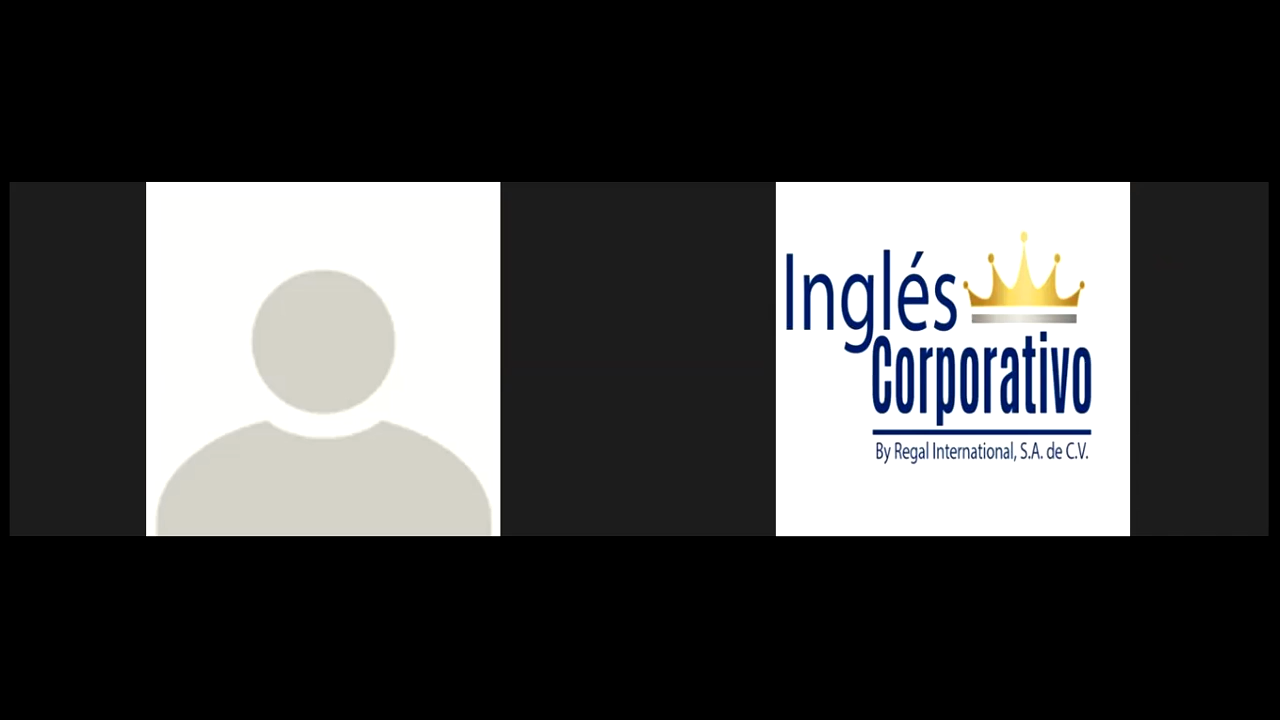 Inglés
Corporativo
By Regal International, S.A. de C.V.